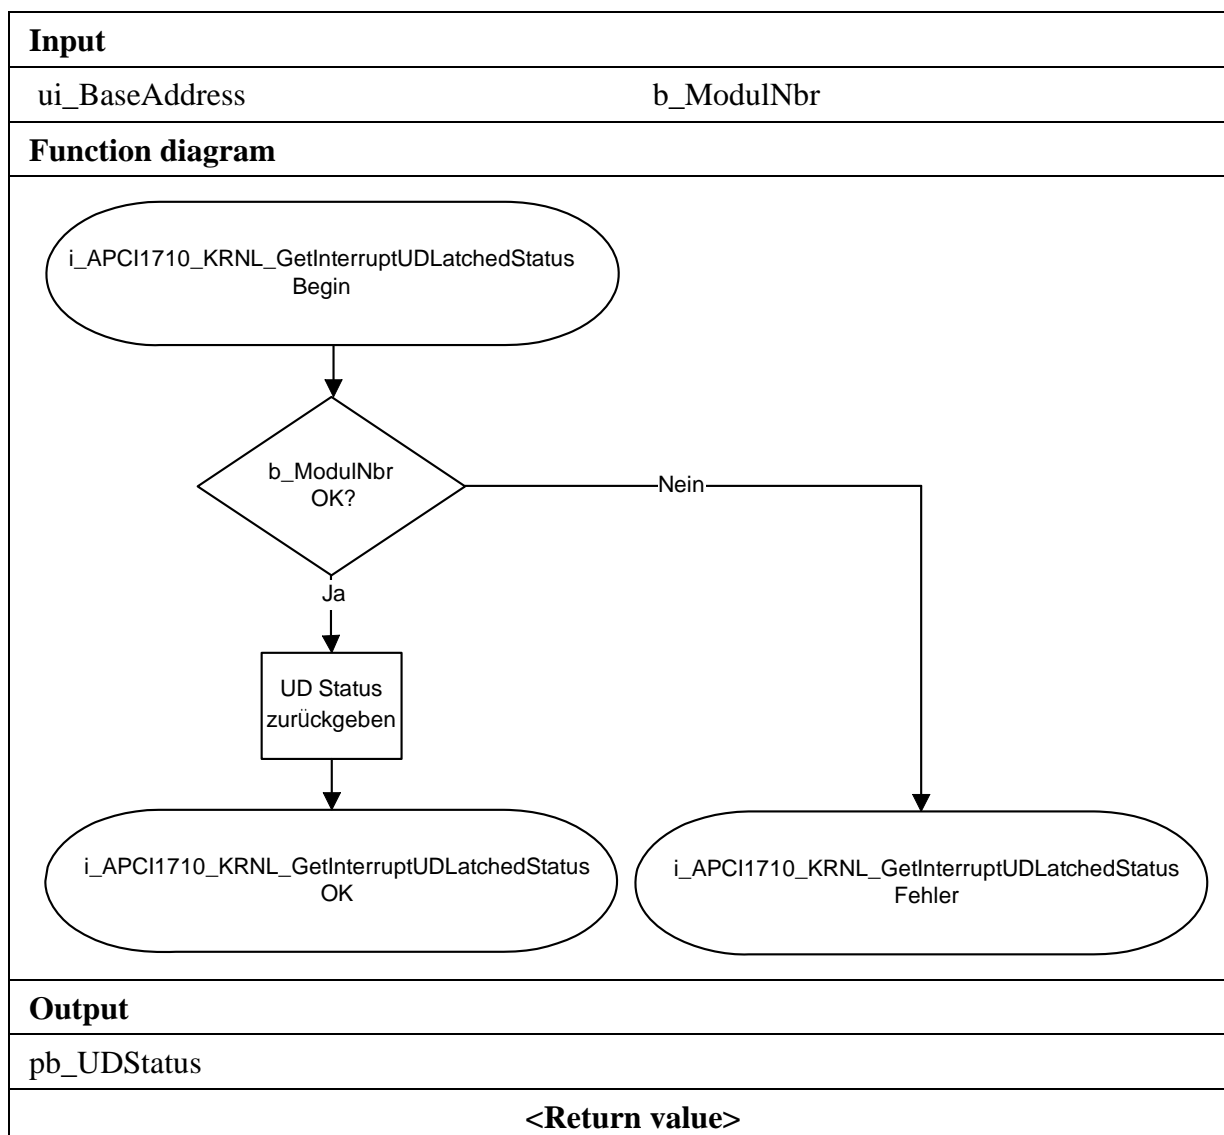 Input
ui_BaseAddress b_ModulNbr
Function diagram
i_APCI1710_KRNL_GetInterruptUDLatchedStatus
Begin
b_ModulNbr
OK?
Nein
Ja
UD Status
zurückgeben
i_APCI1710_KRNL_GetInterruptUDLatchedStatus
OK
i_APCI1710_KRNL_GetInterruptUDLatchedStatus
Fehler
Output
pb_UDStatus
<Return value>